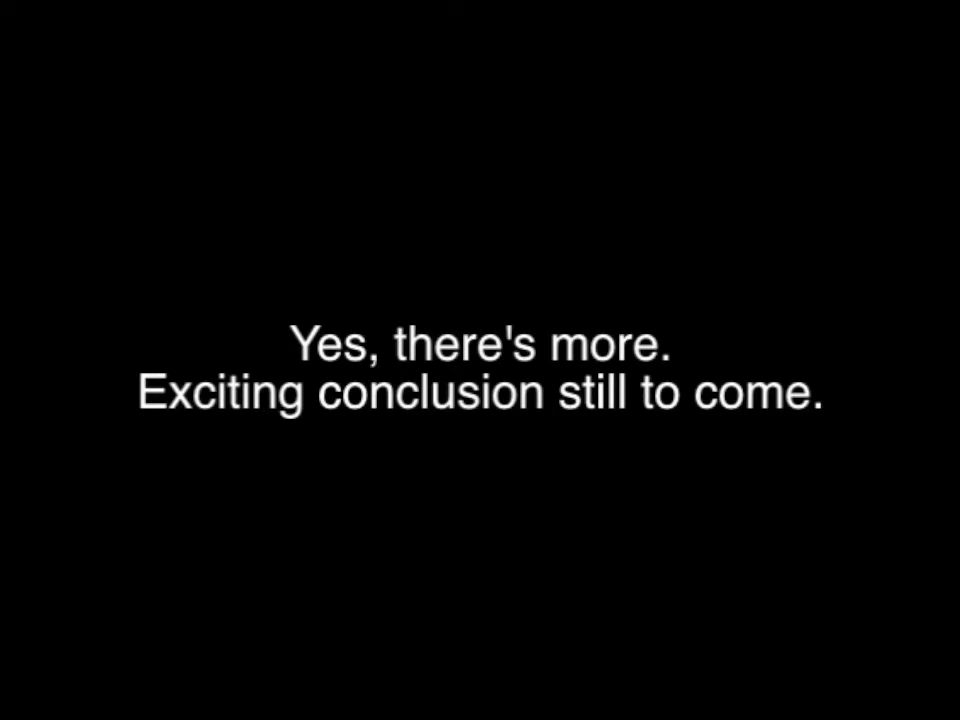 Yes, there's more.
Exciting conclusion still to come.